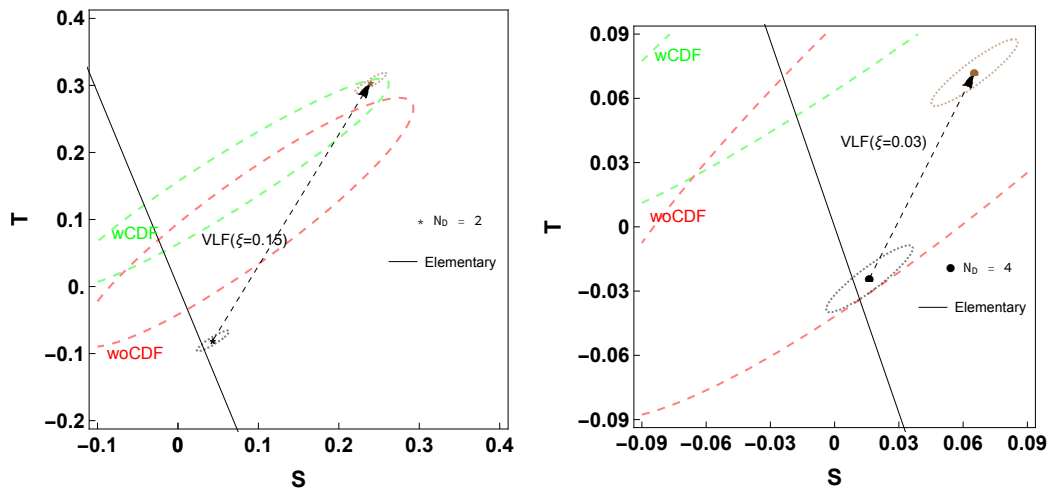 0.4
0.3
0.2
0.1
0.
-0.1
-0.2
T
wCDF
VLF(ξ=0.15)
woCDF
* N_D = 2
Elementary
-0.1 0 0.1 0.2 0.3 0.4
S
0.09
0.06
0.03
0
-0.03
-0.06
-0.09
T
wCDF
VLF(ξ=0.03)
woCDF
● N_D = 4
Elementary
-0.09 -0.06 -0.03 0 0.03 0.06 0.09
S